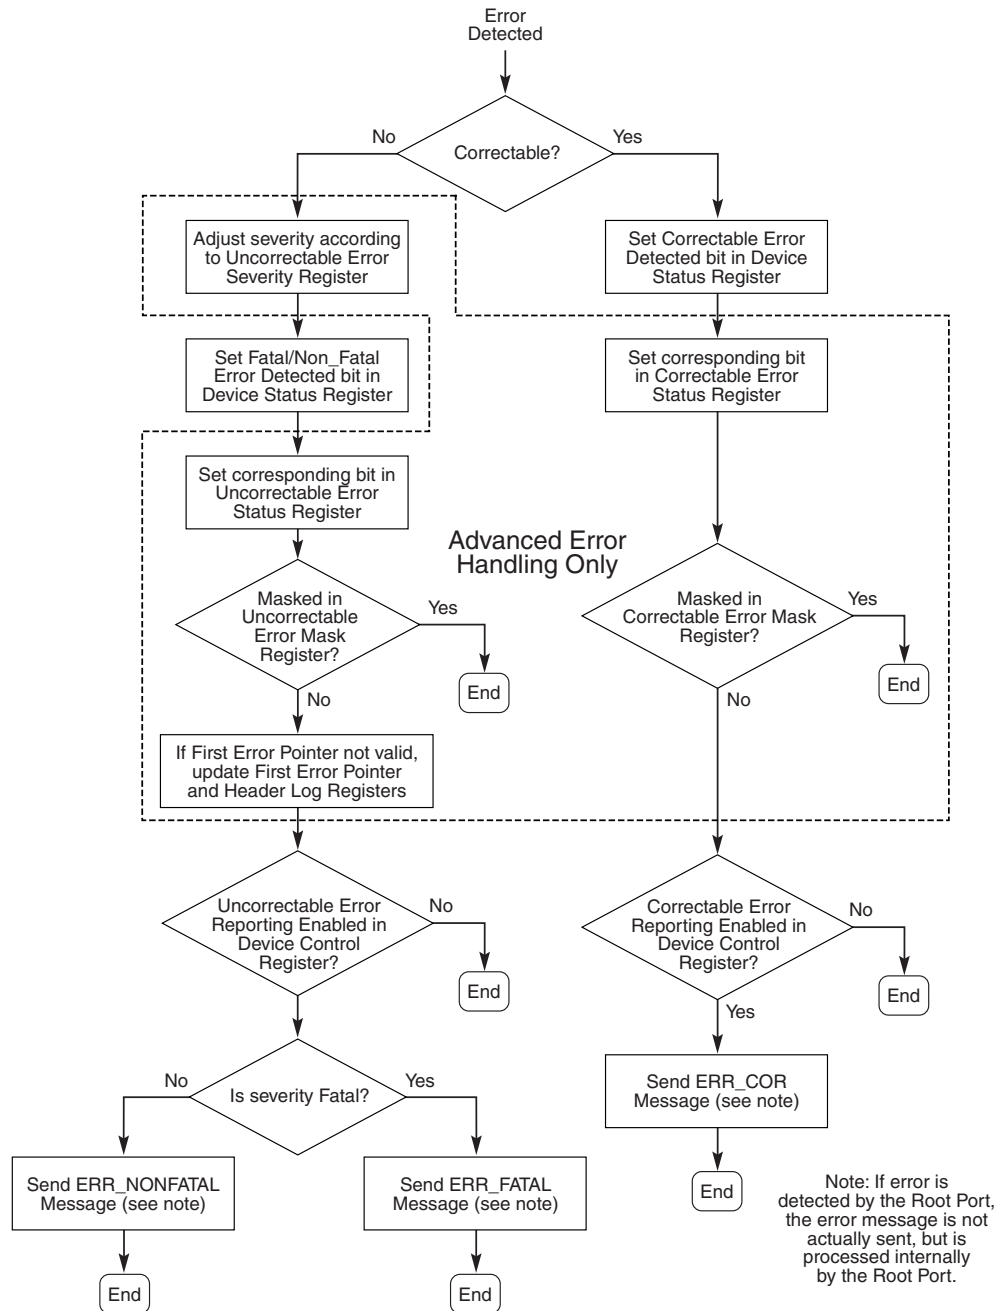 Error
Detected
Correctable?
No
Yes
Adjust severity according
to Uncorrectable Error
Severity Register
Set Correctable Error
Detected bit in Device
Status Register
Set Fatal/Non_Fatal
Error Detected bit in
Device Status Register
Set corresponding bit
in Correctable Error
Status Register
Set corresponding bit in
Uncorrectable Error
Status Register
Advanced Error
Handling Only
Masked in
Uncorrectable
Error Mask
Register?
Yes
End
No
Masked in
Correctable Error Mask
Register?
Yes
End
No
If First Error Pointer not valid,
update First Error Pointer
and Header Log Registers
Uncorrectable Error
Reporting Enabled in
Device Control
Register?
No
End
Correctable Error
Reporting Enabled in
Device Control
Register?
No
End
Yes
Is severity Fatal?
No
Yes
Send ERR_COR
Message (see note)
End
Send ERR_NONFATAL
Message (see note)
End
Send ERR_FATAL
Message (see note)
End
Note: If error is
detected by the Root Port,
the error message is not
actually sent, but is
processed internally
by the Root Port.